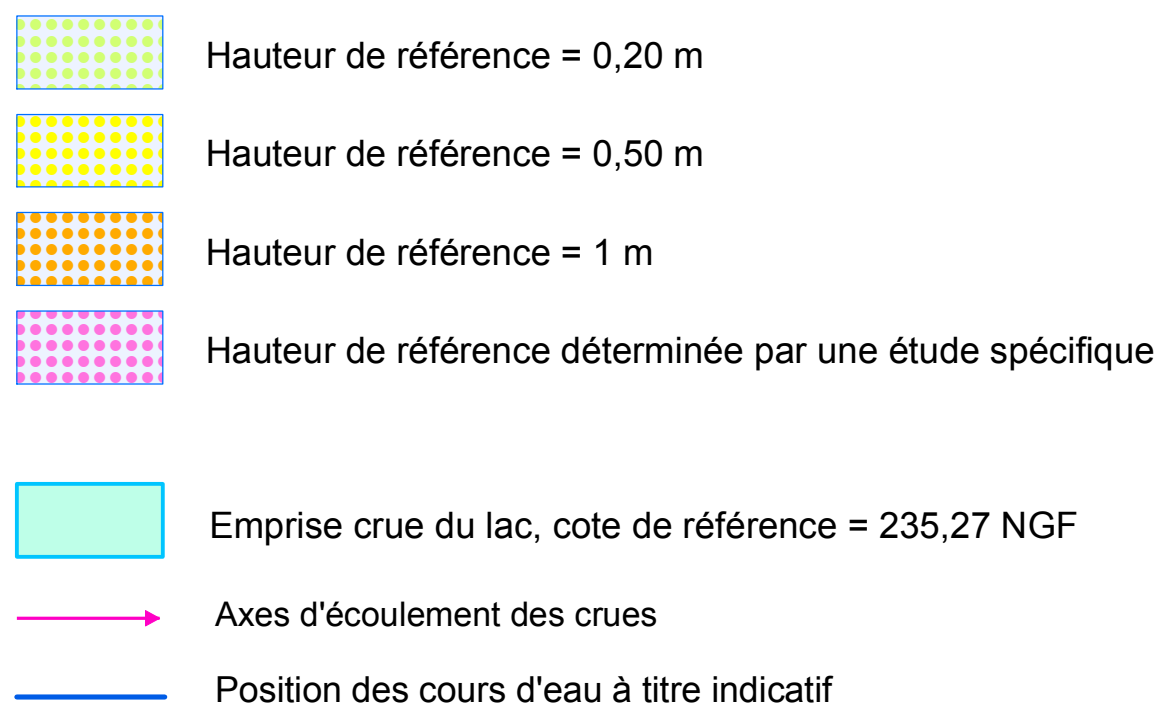 Hauteur de référence = 0,20 m
Hauteur de référence = 0,50 m
Hauteur de référence = 1 m
Hauteur de référence déterminée par une étude spécifique
Emprise crue du lac, cote de référence = 235,27 NGF
Axes d'écoulement des crues
Position des cours d'eau à titre indicatif